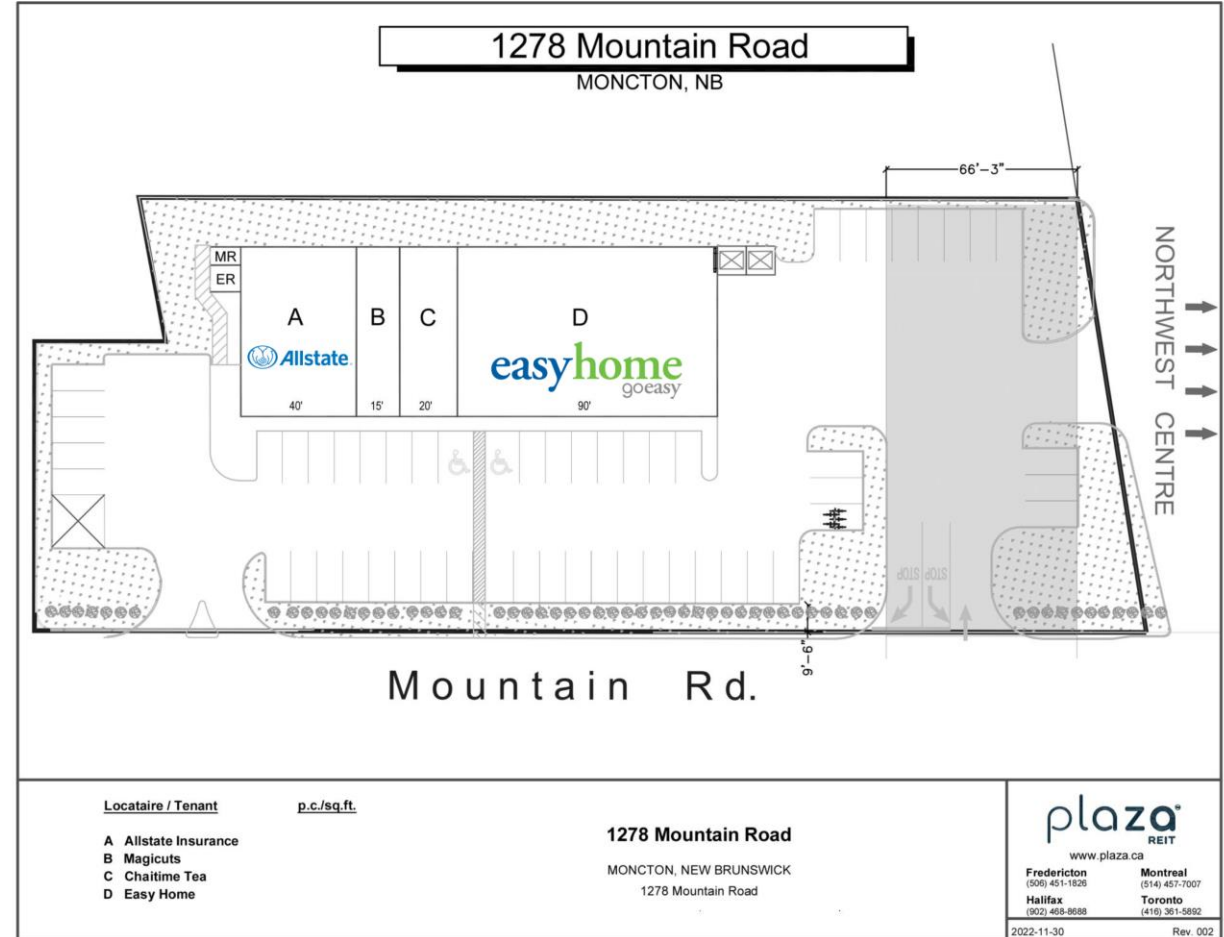 1278 Mountain Road
MONCTON, NB
66'-3"
MR
ER
A
B
C
D
Allstate.
easyhome
goeasy
40'
15'
20'
90'
NORTHWEST CENTRE
STOP
STOP
9'-6"
Mountain Rd.
Locataire / Tenant p.c./sq.ft.
A Allstate Insurance
B Magicuts
C Chaitime Tea
D Easy Home
1278 Mountain Road
MONCTON, NEW BRUNSWICK
1278 Mountain Road
plaza™
REIT
www.plaza.ca
Fredericton Montreal
(506) 451-1826 (514) 457-7007
Halifax Toronto
(902) 468-8688 (416) 361-5892
2022-11-30 Rev. 002